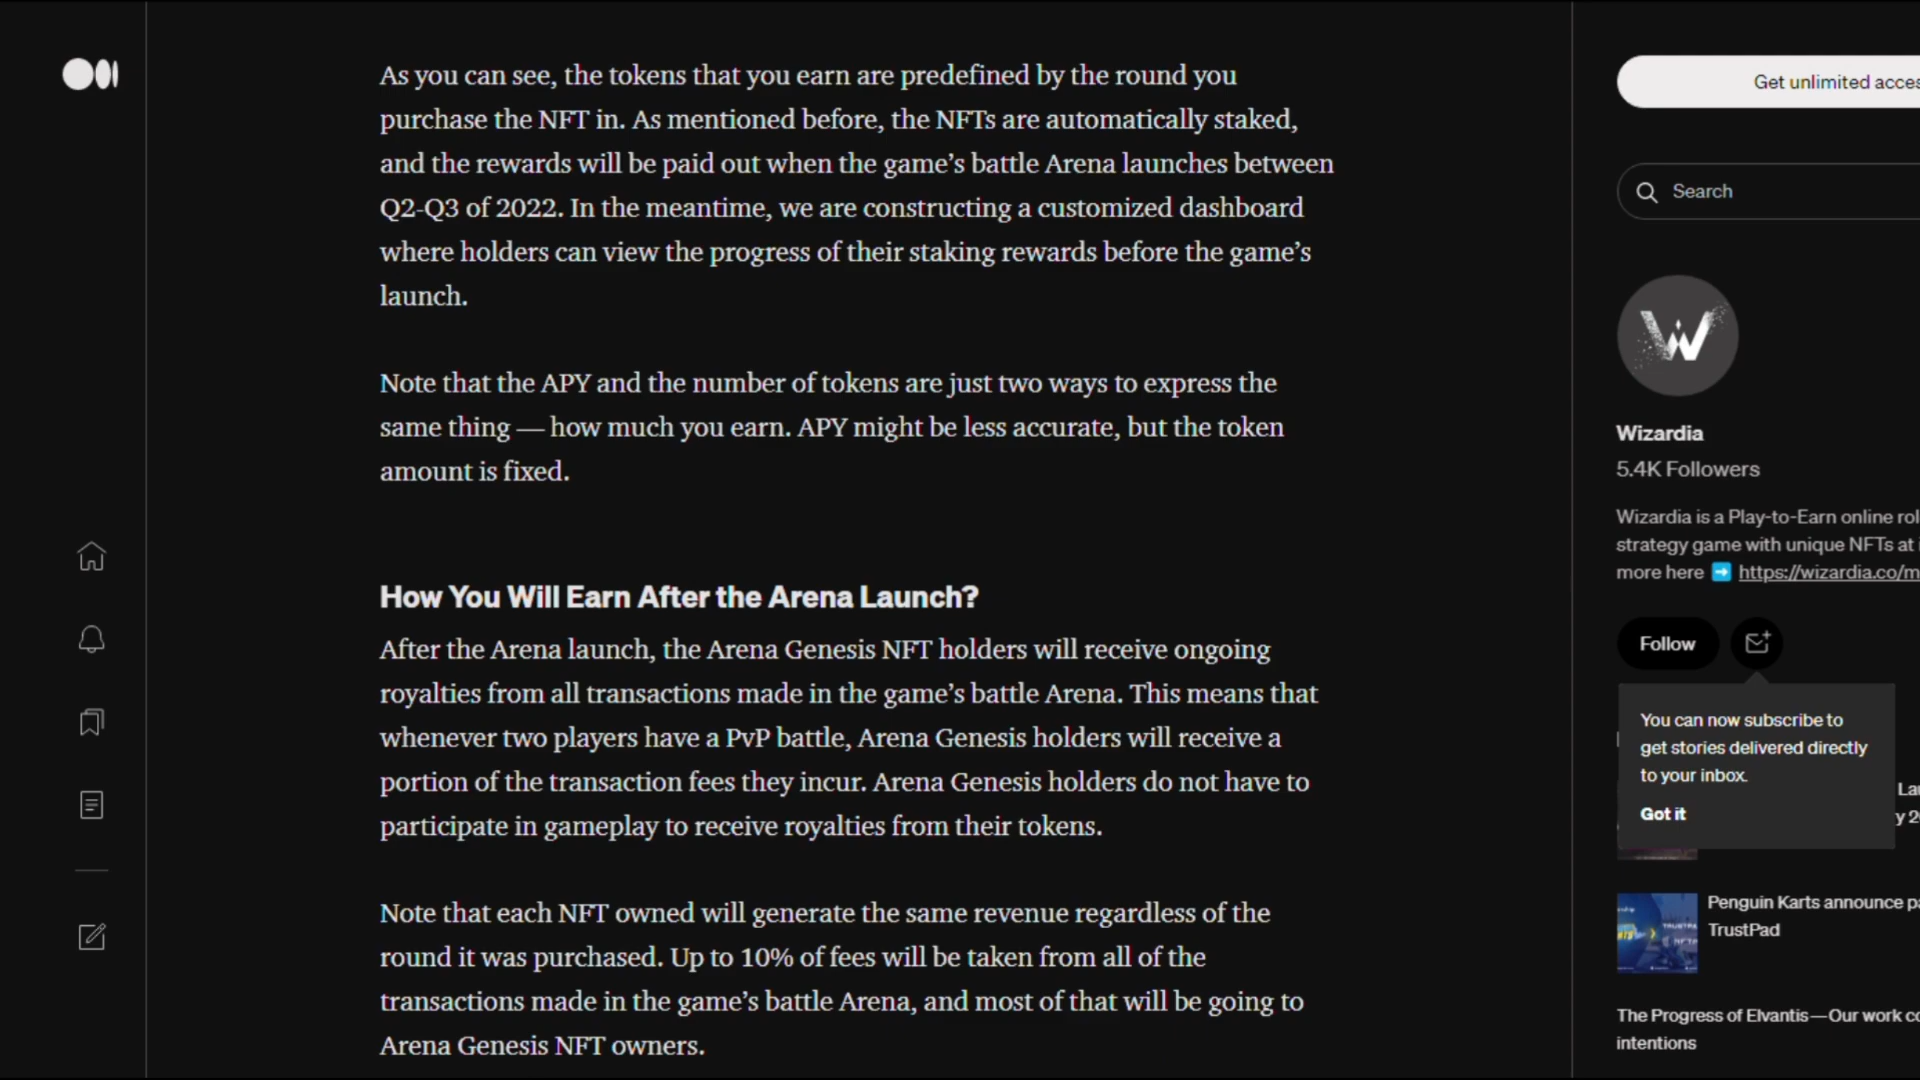 As you can see, the tokens that you earn are predefined by the round you
purchase the NFT in. As mentioned before, the NFTs are automatically staked,
and the rewards will be paid out when the game's battle Arena launches between
Q2-Q3 of 2022. In the meantime, we are constructing a customized dashboard
where holders can view the progress of their staking rewards before the game's
launch.
Note that the APY and the number of tokens are just two ways to express the
same thing — how much you earn. APY might be less accurate, but the token
amount is fixed.
How You Will Earn After the Arena Launch?
After the Arena launch, the Arena Genesis NFT holders will receive ongoing
royalties from all transactions made in the game's battle Arena. This means that
whenever two players have a PvP battle, Arena Genesis holders will receive a
portion of the transaction fees they incur. Arena Genesis holders do not have to
participate in gameplay to receive royalties from their tokens.
Note that each NFT owned will generate the same revenue regardless of the
round it was purchased. Up to 10% of fees will be taken from all of the
transactions made in the game's battle Arena, and most of that will be going to
Arena Genesis NFT owners.
Get unlimited acces
Search
Wizardia
5.4K Followers
Wizardia is a Play-to-Earn online rol
strategy game with unique NFTs at i
more here ➡️ https://wizardia.co/m
Follow
You can now subscribe to
get stories delivered directly
to your inbox.
Got it
Lau
y 20
Penguin Karts announce pa
TrustPad
The Progress of Elvantis—Our work co
intentions